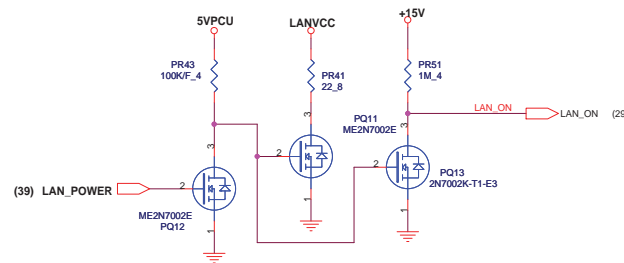 5VPCU
LANVCC
+15V
PR43
100K/F_4
PR41
22_8
PR51
1M_4
PQ11
ME2N7002E
LAN_ON
LAN_ON (29
3
3
3
2
2
2
(39) LAN_POWER
PQ13
2N7002K-T1-E3
ME2N7002E
PQ12
1
1
1